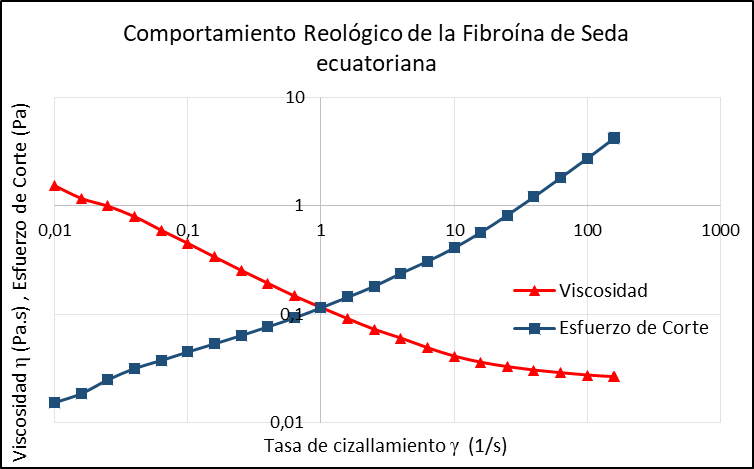 Comportamiento Reológico de la Fibroína de Seda
ecuatoriana
Viscosidad η (Pa.s) , Esfuerzo de Corte (Pa)
10
1
0,1
0,01
0,01
0,1
1
10
100
1000
Viscosidad
Esfuerzo de Corte
Tasa de cizallamiento γ (1/s)